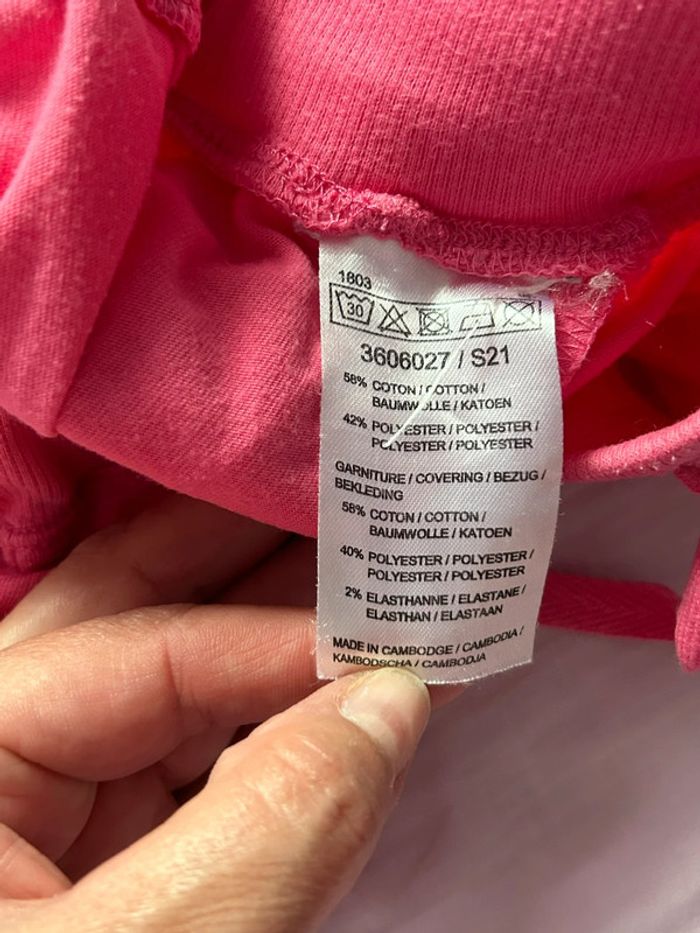 1803
30
3606027 / S21
58% COTON / COTTON /
BAUMWOLLE / KATOEN
42% POLYESTER / POLYESTER /
POLYESTER / POLYESTER
GARNITURE / COVERING / BEZUG /
BEKLEDING
58% COTON / COTTON /
BAUMWOLLE / KATOEN
40% POLYESTER / POLYESTER /
POLYESTER / POLYESTER
2% ELASTHANNE / ELASTANE /
ELASTHAN / ELASTAAN
MADE IN CAMBODGE / CAMBODIA /
KAMBODSCHA / CAMBODJA